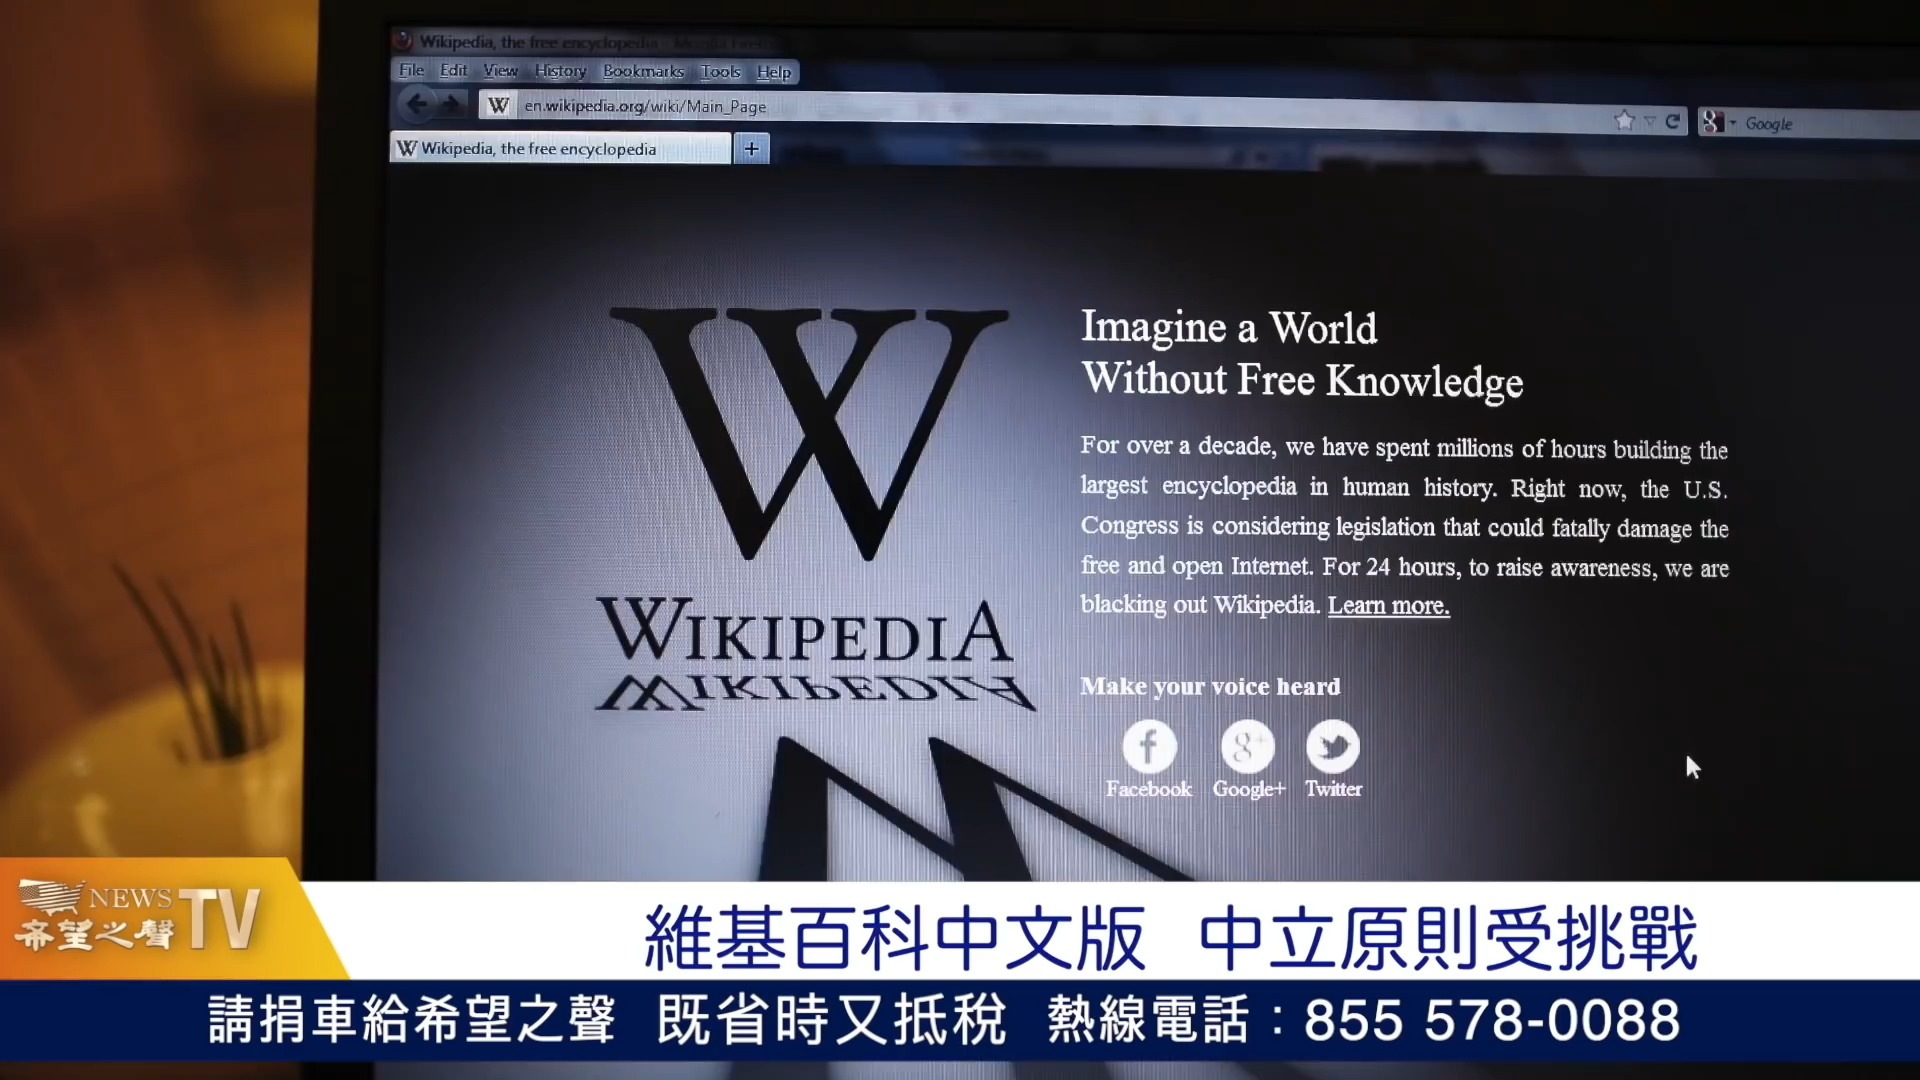 Wikipedia, the free encyclopedia - Mozilla Firefox
File Edit View History Bookmarks Tools Help
en.wikipedia.org/wiki/Main_Page
Google
Wikipedia, the free encyclopedia
Imagine a World
Without Free Knowledge
For over a decade, we have spent millions of hours building the
largest encyclopedia in human history. Right now, the U.S.
Congress is considering legislation that could fatally damage the
free and open Internet. For 24 hours, to raise awareness, we are
blacking out Wikipedia. Learn more.
W
WIKIPEDIA
Make your voice heard
Facebook Google+ Twitter
NEWS
希望之聲 TV
維基百科中文版 中立原則受挑戰
請捐車給希望之聲 既省時又抵稅 熱線電話：855 578-0088